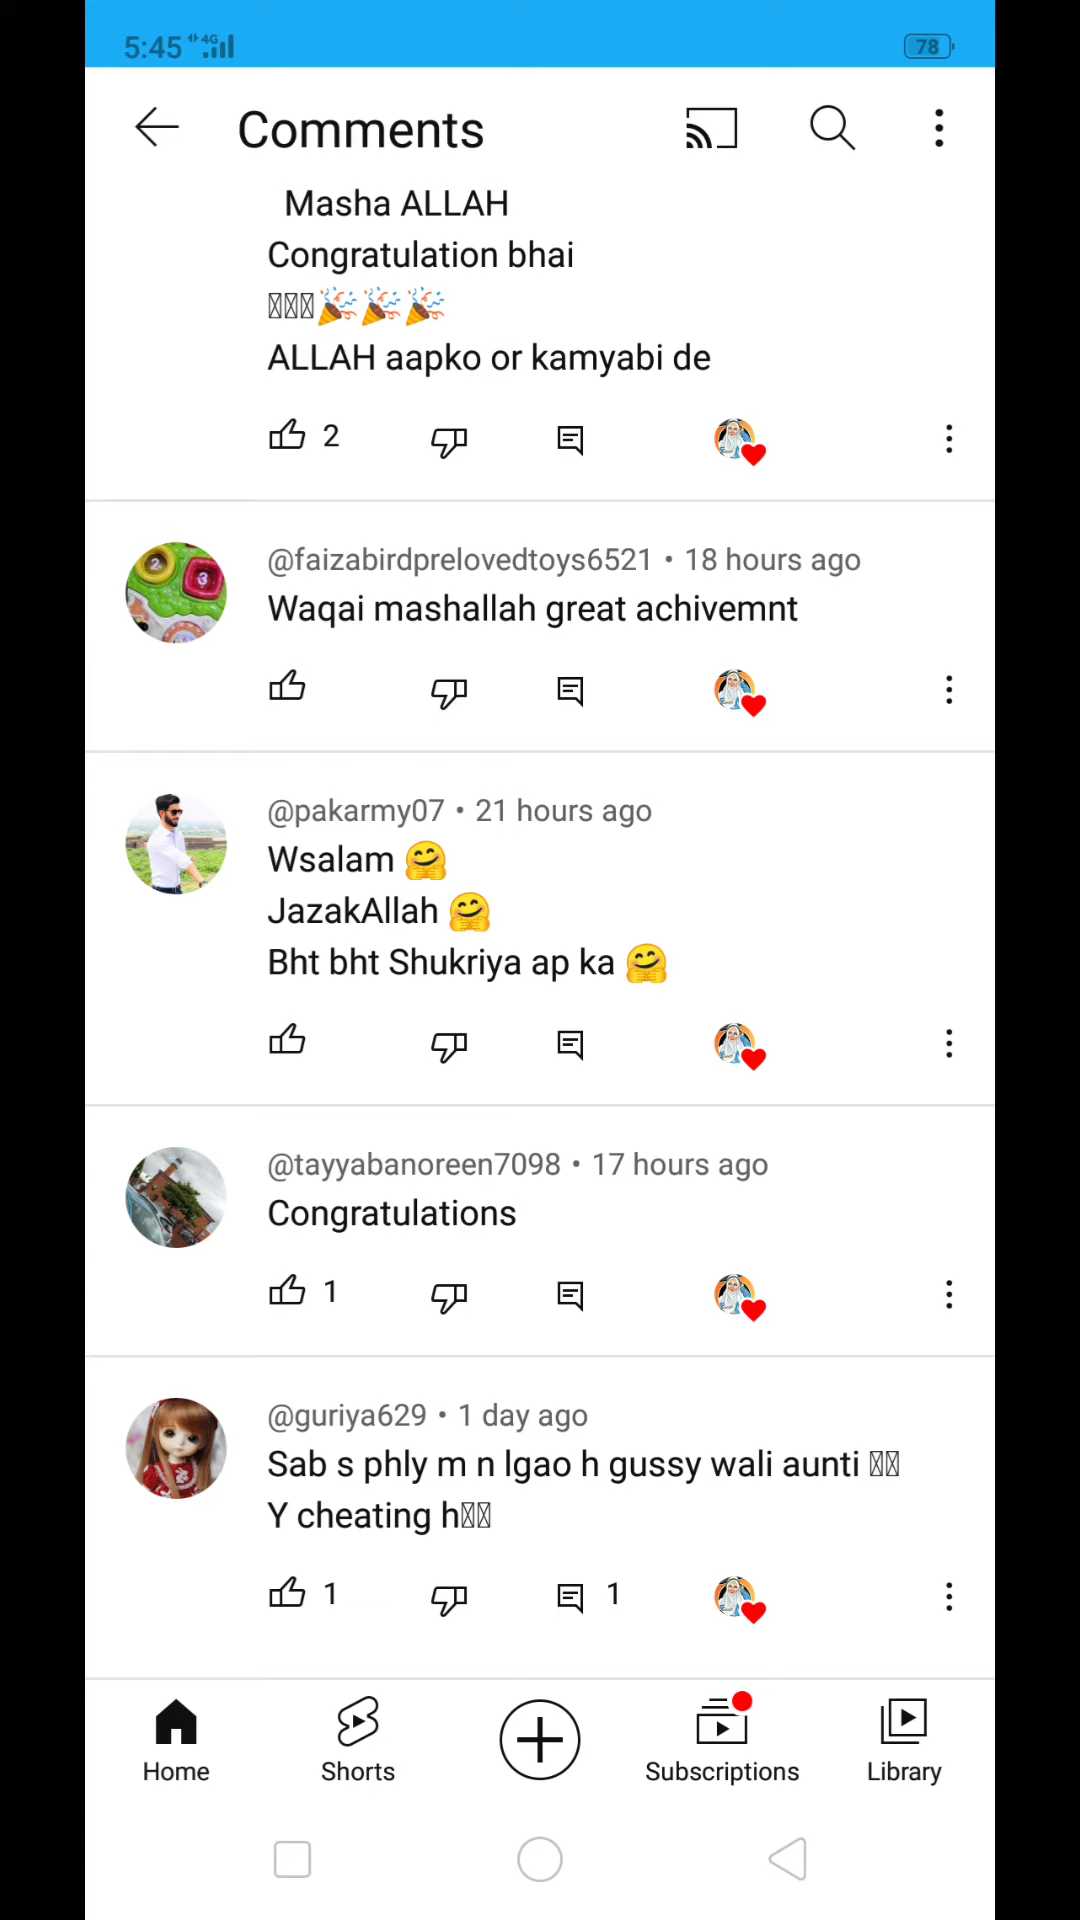 5:45 4G 78
Comments
Masha ALLAH
Congratulation bhai
🎉🎉🎉
ALLAH aapko or kamyabi de
2
@faizabirdprelovedtoys6521 • 18 hours ago
Waqai mashallah great achivemnt
@pakarmy07 • 21 hours ago
Wsalam 🤗
JazakAllah 🤗
Bht bht Shukriya ap ka 🤗
@tayyabanoreen7098 • 17 hours ago
Congratulations
1
@guriya629 • 1 day ago
Sab s phly m n lgao h gussy wali aunti
Y cheating h
1 1
Home Shorts Subscriptions Library